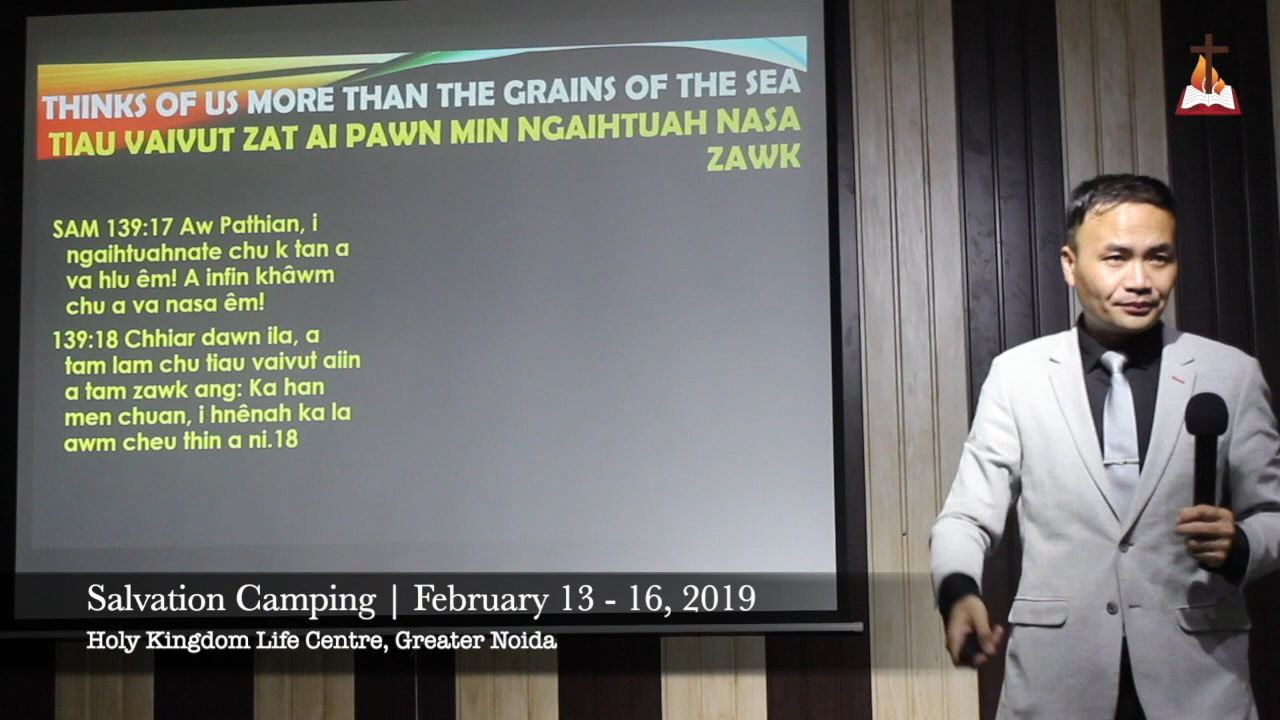 THINKS OF US MORE THAN THE GRAINS OF THE SEA
TIAU VAIVUT ZAT AI PAWN MIN NGAIHTUAH NASA
ZAWK
SAM 139:17 Aw Pathian, i
ngaihtuahnate chu k tan a
va hlu êm! A infin khâwm
chu a va nasa êm!
139:18 Chhiar dawn ila, a
tam lam chu tiau vaivut aiin
a tam zawk ang: Ka han
men chuan, i hnênah ka la
awm cheu thin a ni.18
Salvation Camping | February 13 - 16, 2019
Holy Kingdom Life Centre, Greater Noida